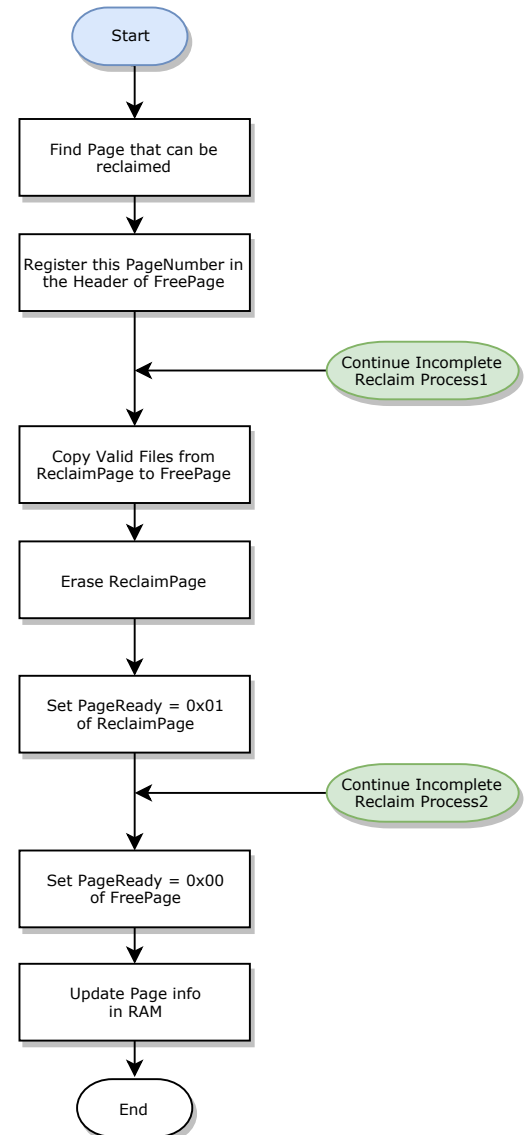 Start
Find Page that can be
reclaimed
Register this PageNumber in
the Header of FreePage
Continue Incomplete
Reclaim Process1
Copy Valid Files from
ReclaimPage to FreePage
Erase ReclaimPage
Set PageReady = 0x01
of ReclaimPage
Continue Incomplete
Reclaim Process2
Set PageReady = 0x00
of FreePage
Update Page info
in RAM
End